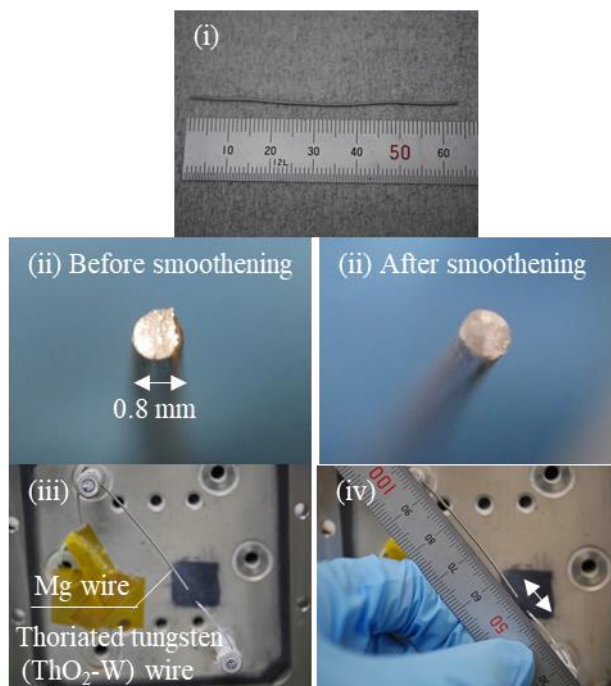 (i)
10 20 30 40 50 60
12L
(ii) Before smoothening
(ii) After smoothening
0.8 mm
(iii)
(iv)
100
90
80
70
60
50
Mg wire
Thoriated tungsten
(ThO₂-W) wire